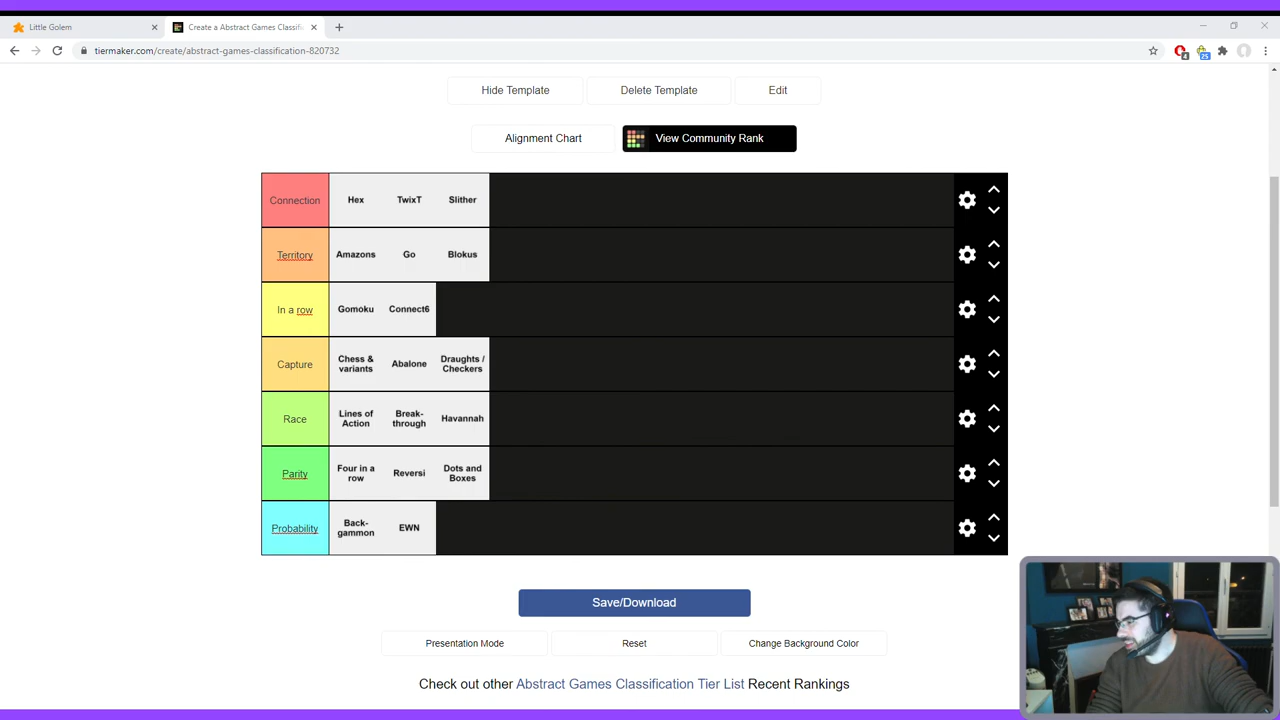 Little Golem
Create a Abstract Games Classific
tiermaker.com/create/abstract-games-classification-820732
4
25
Hide Template
Delete Template
Edit
Alignment Chart
View Community Rank
Connection
Hex
TwixT
Slither
Territory
Amazons
Go
Blokus
In a row
Gomoku
Connect6
Capture
Chess &
variants
Abalone
Draughts /
Checkers
Race
Lines of
Action
Break-
through
Havannah
Parity
Four in a
row
Reversi
Dots and
Boxes
Probability
Back-
gammon
EWN
Save/Download
Presentation Mode
Reset
Change Background Color
Check out other Abstract Games Classification Tier List Recent Rankings